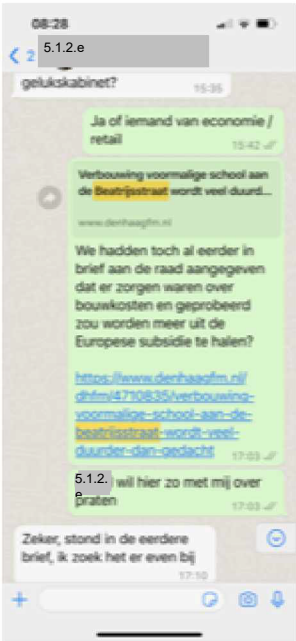 08:28
2 5.1.2.e
gelukskabinet?
15:35
Ja of iemand van economie /
retail
15:42
Verbouwing voormalige school aan
de Beatrijsstraat wordt veel duurd...
www.denhaagfm.nl
We hadden toch al eerder in
brief aan de raad aangegeven
dat er zorgen waren over
bouwkosten en geprobeerd
zou worden meer uit de
Europese subsidie te halen?
https://www.denhaagfm.nl/
dhfm/4710835/verbouwing-
voormalige-school-aan-de-
beatrijsstraat-wordt-veel-
duurder-dan-gedacht
17:03
5.1.2.
e wil hier zo met mij over
praten
17:03
Zeker, stond in de eerdere
brief, ik zoek het er even bij
17:10